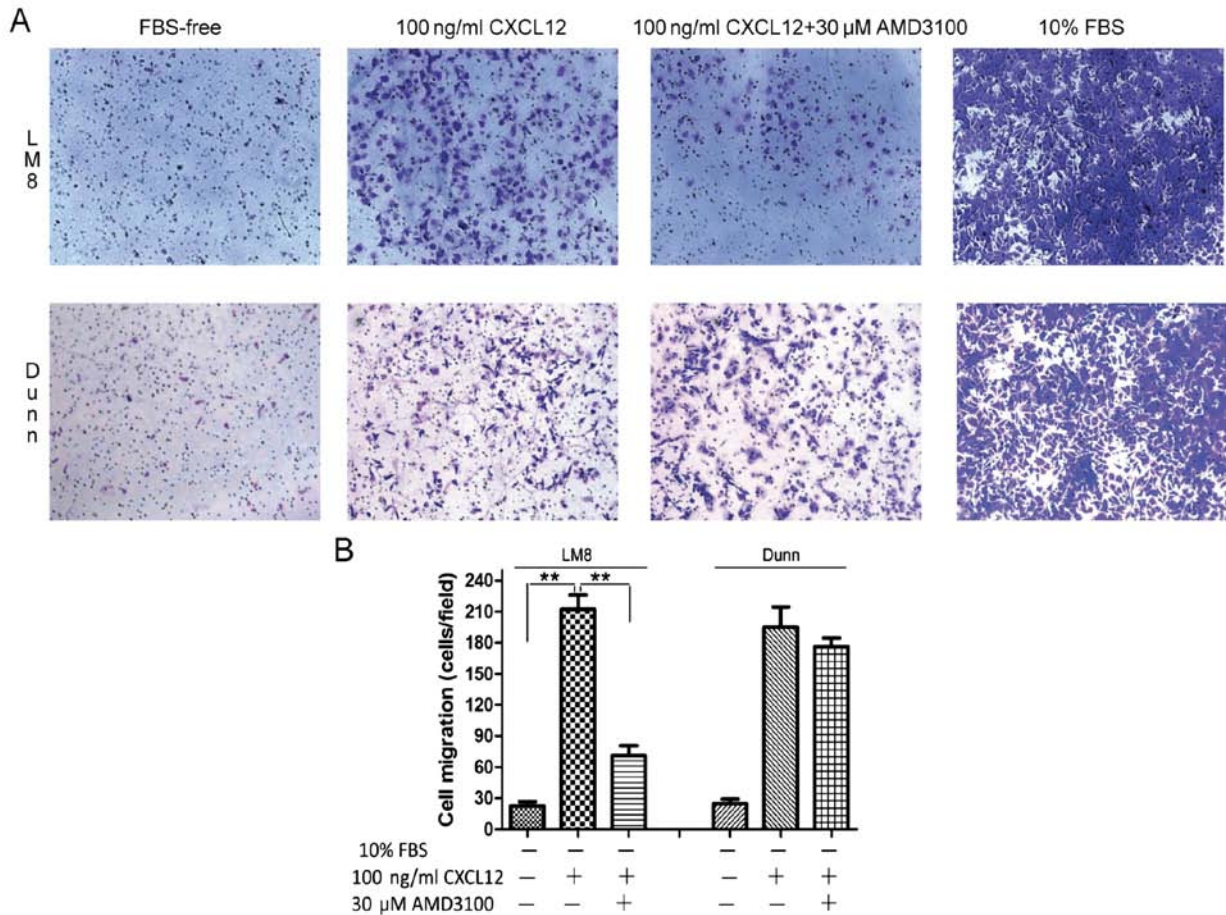 A
FBS-free
100 ng/ml CXCL12
100 ng/ml CXCL12+30 µM AMD3100
10% FBS
LM8
Dunn
B
LM8
Dunn
** **
Cell migration (cells/field)
240
210
180
150
120
90
60
30
0
10% FBS – – – – – –
100 ng/ml CXCL12 – + + – + +
30 µM AMD3100 – – + – – +